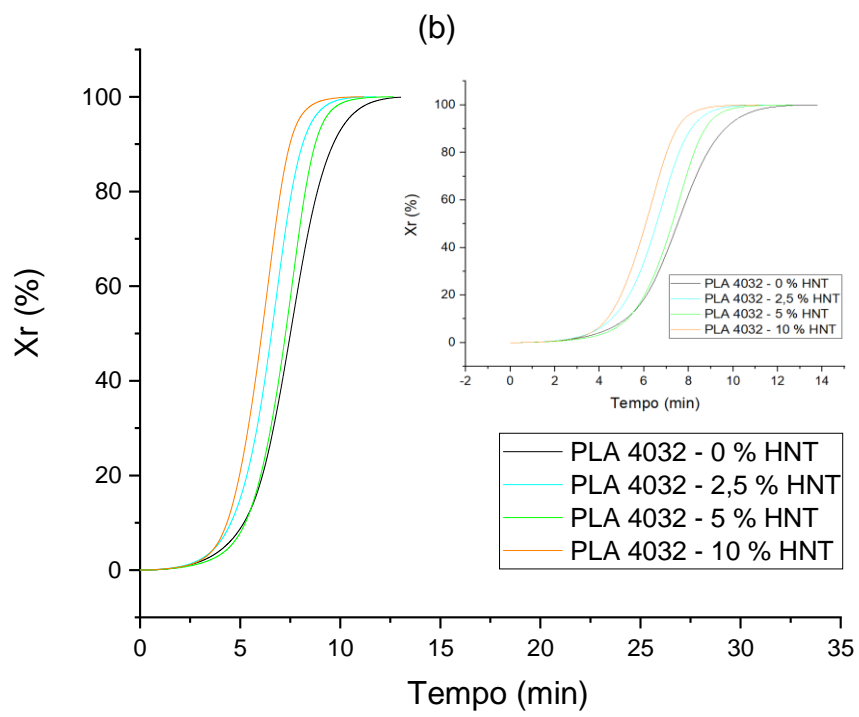 (b)
Xr (%)
100
80
60
40
20
0
0 5 10 15 20 25 30 35
Tempo (min)
Xr (%)
100
80
60
40
20
0
-2 0 2 4 6 8 10 12 14
Tempo (min)
PLA 4032 - 0 % HNT
PLA 4032 - 2,5 % HNT
PLA 4032 - 5 % HNT
PLA 4032 - 10 % HNT
PLA 4032 - 0 % HNT
PLA 4032 - 2,5 % HNT
PLA 4032 - 5 % HNT
PLA 4032 - 10 % HNT